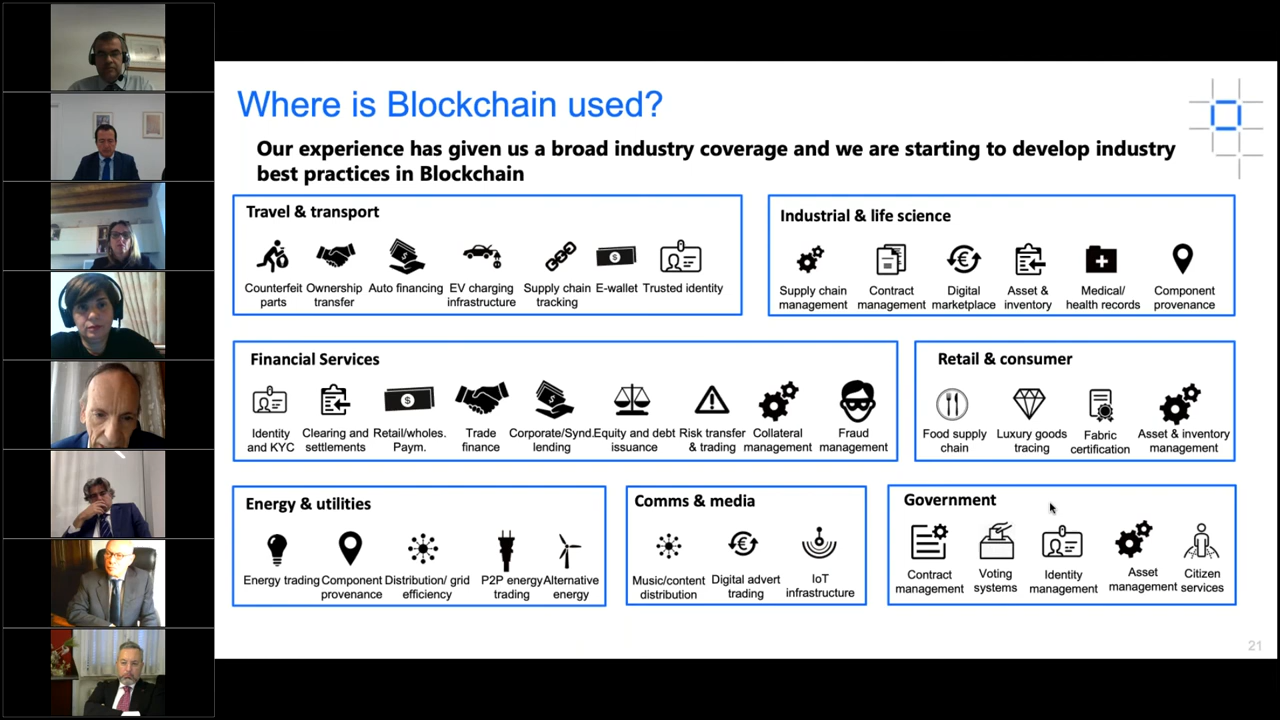 Where is Blockchain used?
Our experience has given us a broad industry coverage and we are starting to develop industry
best practices in Blockchain
Travel & transport
Counterfeit
parts
Ownership
transfer
Auto financing
EV charging
infrastructure
Supply chain
tracking
E-wallet
Trusted identity
Industrial & life science
Supply chain
management
Contract
management
Digital
marketplace
Asset &
inventory
Medical/
health records
Component
provenance
Financial Services
Identity
and KYC
Clearing and
settlements
Retail/wholes.
Paym.
Trade
finance
Corporate/Synd.
lending
Equity and debt
issuance
Risk transfer
& trading
Collateral
management
Fraud
management
Retail & consumer
Food supply
chain
Luxury goods
tracing
Fabric
certification
Asset & inventory
management
Energy & utilities
Energy trading
Component
provenance
Distribution/ grid
efficiency
P2P energy
trading
Alternative
energy
Comms & media
Music/content
distribution
Digital advert
trading
IoT
infrastructure
Government
Contract
management
Voting
systems
Identity
management
Asset
management
Citizen
services
21